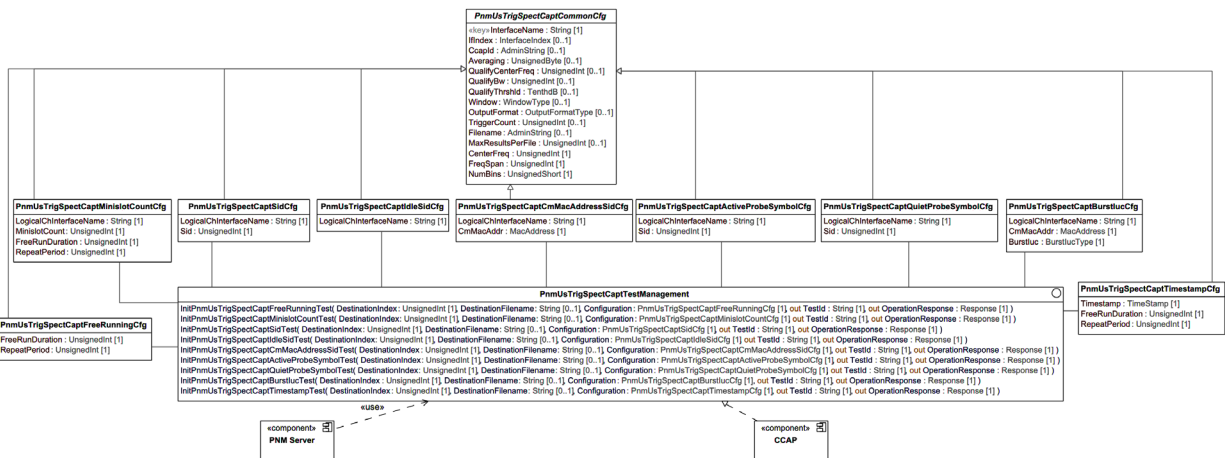 PnmUsTrigSpectCaptCommonCfg
«key»InterfaceName : String [1]
IfIndex : InterfaceIndex [0..1]
CcapId : AdminString [0..1]
Averaging : UnsignedByte [0..1]
QualifyCenterFreq : UnsignedInt [0..1]
QualifyBw : UnsignedInt [0..1]
QualifyThrshld : TenthdB [0..1]
Window : WindowType [0..1]
OutputFormat : OutputFormatType [0..1]
TriggerCount : UnsignedInt [0..1]
Filename : AdminString [0..1]
MaxResultsPerFile : UnsignedInt [0..1]
CenterFreq : UnsignedInt [1]
FreqSpan : UnsignedInt [1]
NumBins : UnsignedShort [1]
PnmUsTrigSpectCaptMinislotCountCfg
LogicalChInterfaceName : String [1]
MinislotCount : UnsignedInt [1]
FreeRunDuration : UnsignedInt [1]
RepeatPeriod : UnsignedInt [1]
PnmUsTrigSpectCaptSidCfg
LogicalChInterfaceName : String [1]
Sid : UnsignedInt [1]
PnmUsTrigSpectCaptIdleSidCfg
LogicalChInterfaceName : String [1]
PnmUsTrigSpectCaptCmMacAddressSidCfg
LogicalChInterfaceName : String [1]
CmMacAddr : MacAddress [1]
PnmUsTrigSpectCaptActiveProbeSymbolCfg
LogicalChInterfaceName : String [1]
Sid : UnsignedInt [1]
PnmUsTrigSpectCaptQuietProbeSymbolCfg
LogicalChInterfaceName : String [1]
Sid : UnsignedInt [1]
PnmUsTrigSpectCaptBurstIucCfg
LogicalChInterfaceName : String [1]
CmMacAddr : MacAddress [1]
BurstIuc : BurstIucType [1]
PnmUsTrigSpectCaptTimestampCfg
Timestamp : TimeStamp [1]
FreeRunDuration : UnsignedInt [1]
RepeatPeriod : UnsignedInt [1]
PnmUsTrigSpectCaptFreeRunningCfg
FreeRunDuration : UnsignedInt [1]
RepeatPeriod : UnsignedInt [1]
PnmUsTrigSpectCaptTestManagement
InitPnmUsTrigSpectCaptFreeRunningTest( DestinationIndex: UnsignedInt [1], DestinationFilename: String [0..1], Configuration : PnmUsTrigSpectCaptFreeRunningCfg [1], out TestId : String [1], out OperationResponse : Response [1] )
InitPnmUsTrigSpectCaptMinislotCountTest( DestinationIndex: UnsignedInt [1], DestinationFilename: String [0..1], Configuration : PnmUsTrigSpectCaptMinislotCountCfg [1], out TestId : String [1], out OperationResponse : Response [1] )
InitPnmUsTrigSpectCaptSidTest( DestinationIndex: UnsignedInt [1], DestinationFilename: String [0..1], Configuration : PnmUsTrigSpectCaptSidCfg [1], out TestId : String [1], out OperationResponse : Response [1] )
InitPnmUsTrigSpectCaptIdleSidTest( DestinationIndex: UnsignedInt [1], DestinationFilename: String [0..1], Configuration : PnmUsTrigSpectCaptIdleSidCfg [1], out TestId : String [1], out OperationResponse : Response [1] )
InitPnmUsTrigSpectCaptCmMacAddressSidTest( DestinationIndex: UnsignedInt [1], DestinationFilename: String [0..1], Configuration : PnmUsTrigSpectCaptCmMacAddressSidCfg [1], out TestId : String [1], out OperationResponse : Response [1] )
InitPnmUsTrigSpectCaptActiveProbeSymbolTest( DestinationIndex: UnsignedInt [1], DestinationFilename: String [0..1], Configuration : PnmUsTrigSpectCaptActiveProbeSymbolCfg [1], out TestId : String [1], out OperationResponse : Response [1] )
InitPnmUsTrigSpectCaptQuietProbeSymbolTest( DestinationIndex: UnsignedInt [1], DestinationFilename: String [0..1], Configuration : PnmUsTrigSpectCaptQuietProbeSymbolCfg [1], out TestId : String [1], out OperationResponse : Response [1] )
InitPnmUsTrigSpectCaptBurstIucTest( DestinationIndex: UnsignedInt [1], DestinationFilename: String [0..1], Configuration : PnmUsTrigSpectCaptBurstIucCfg [1], out TestId : String [1], out OperationResponse : Response [1] )
InitPnmUsTrigSpectCaptTimestampTest( DestinationIndex: UnsignedInt [1], DestinationFilename: String [0..1], Configuration : PnmUsTrigSpectCaptTimestampCfg [1], out TestId : String [1], out OperationResponse : Response [1] )
«use»
«component»
PNM Server
«component»
CCAP